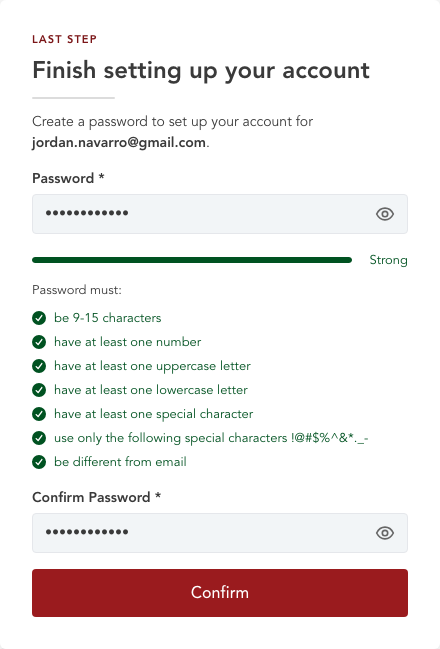 LAST STEP
Finish setting up your account
Create a password to set up your account for
jordan.navarro@gmail.com.
Password *
••••••••••••
Strong
Password must:
be 9-15 characters
have at least one number
have at least one uppercase letter
have at least one lowercase letter
have at least one special character
use only the following special characters !@#$%^&*._-
be different from email
Confirm Password *
••••••••••••
Confirm